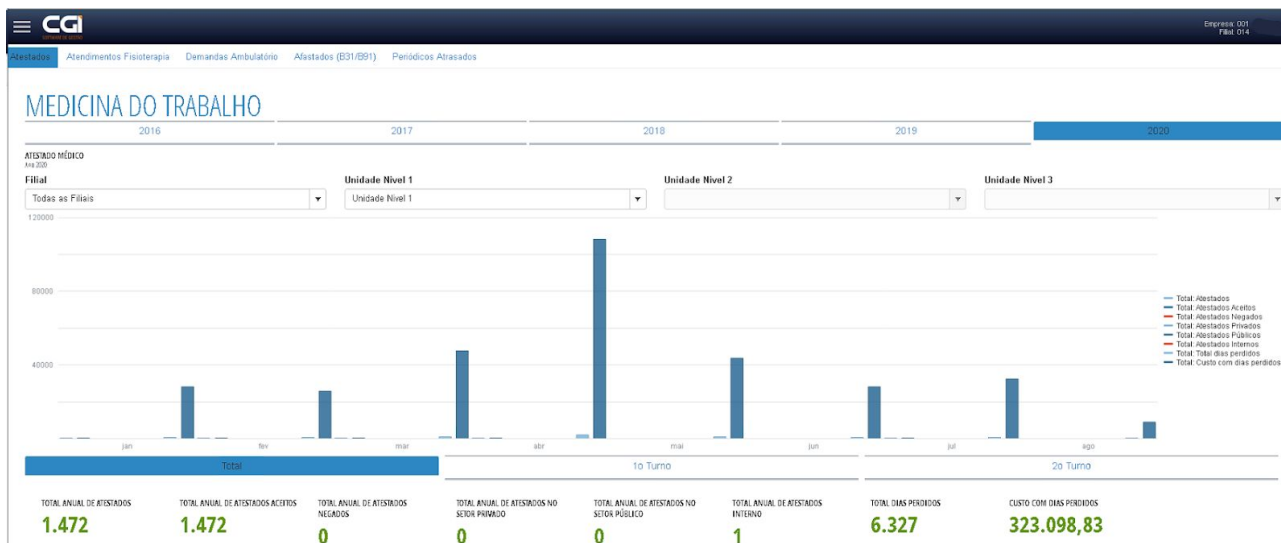 CGI
Empresa: 001
Filial: 014
Atestados Atendimentos Fisioterapia Demandas Ambulatório Afastados (B31/B91) Periódicos Atrasados
MEDICINA DO TRABALHO
2016 2017 2018 2019 2020
ATESTADO MÉDICO
Ano 2020
Filial Unidade Nivel 1 Unidade Nivel 2 Unidade Nivel 3
Todas as Filiais Unidade Nivel 1
120000
80000
40000
Total: Atestados
Total: Atestados Aceitos
Total: Atestados Negados
Total: Atestados Privados
Total: Atestados Públicos
Total: Atestados Internos
Total: Total dias perdidos
Total: Custo com dias perdidos
jan fev mar abr mai jun jul ago
Total 1o Turno 2o Turno
TOTAL ANUAL DE ATESTADOS
1.472
TOTAL ANUAL DE ATESTADOS ACEITOS
1.472
TOTAL ANUAL DE ATESTADOS
NEGADOS
0
TOTAL ANUAL DE ATESTADOS NO
SETOR PRIVADO
0
TOTAL ANUAL DE ATESTADOS NO
SETOR PÚBLICO
0
TOTAL ANUAL DE ATESTADOS
INTERNO
1
TOTAL DIAS PERDIDOS
6.327
CUSTO COM DIAS PERDIDOS
323.098,83